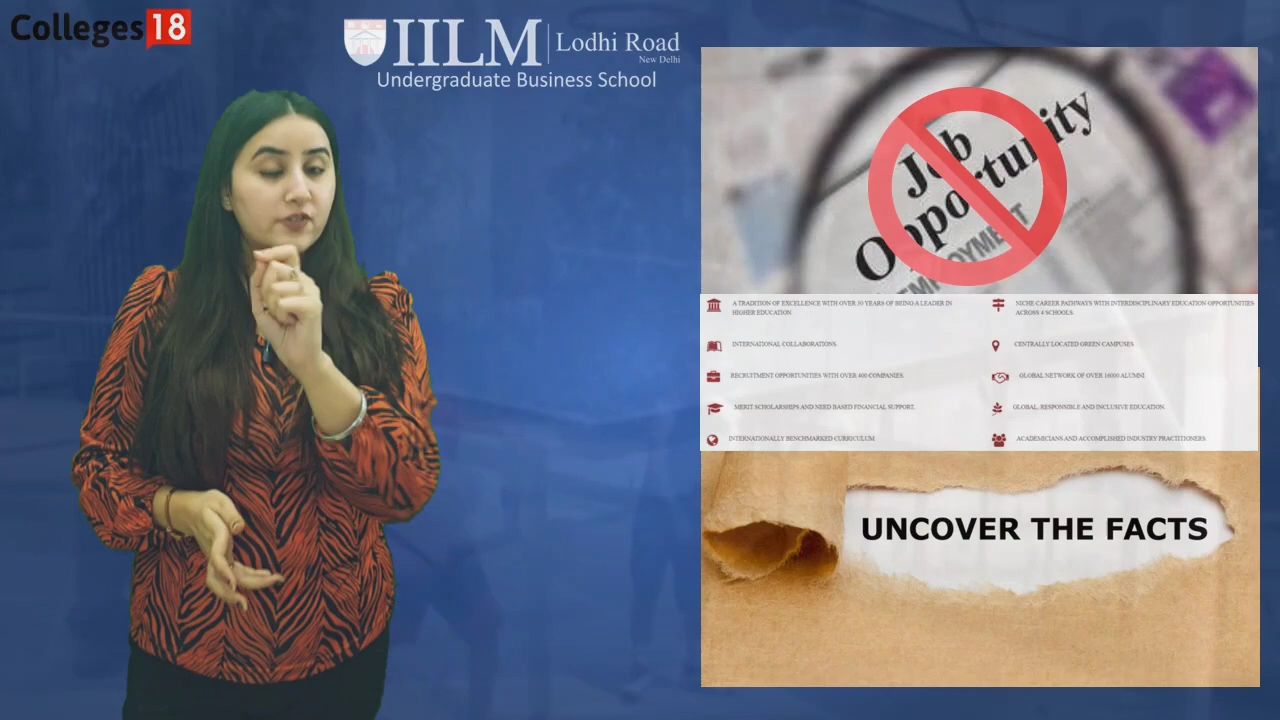 Colleges18
IILM Lodhi Road
New Delhi
Undergraduate Business School
Job
Opportunity
EMPLOYMENT
A TRADITION OF EXCELLENCE WITH OVER 30 YEARS OF BEING A LEADER IN
HIGHER EDUCATION
INTERNATIONAL COLLABORATIONS.
RECRUITMENT OPPORTUNITIES WITH OVER 400 COMPANIES.
MERIT SCHOLARSHIPS AND NEED BASED FINANCIAL SUPPORT.
INTERNATIONALLY BENCHMARKED CURRICULUM
NICHE CAREER PATHWAYS WITH INTERDISCIPLINARY EDUCATION OPPORTUNITIES
ACROSS 4 SCHOOLS.
CENTRALLY LOCATED GREEN CAMPUSES
GLOBAL NETWORK OF OVER 16000 ALUMNI
GLOBAL, RESPONSIBLE AND INCLUSIVE EDUCATION.
ACADEMICIANS AND ACCOMPLISHED INDUSTRY PRACTITIONERS
UNCOVER THE FACTS